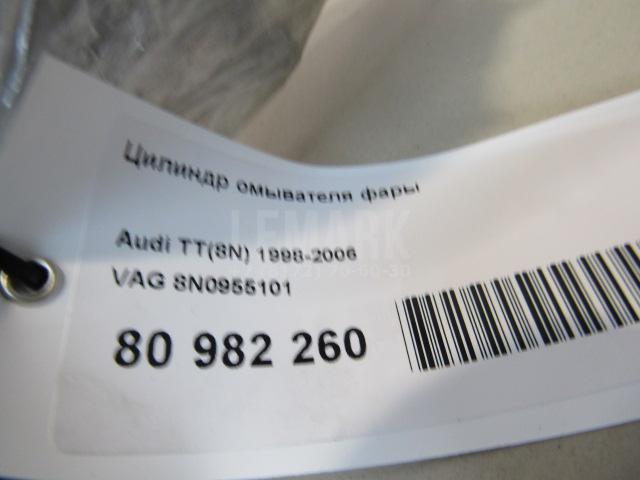 Цилиндр омывателя фары
LEMARK
Audi TT(8N) 1998-2006
VAG 8N0955101
80 982 260